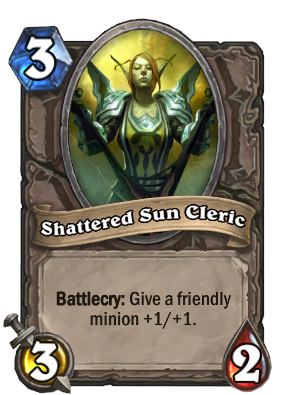 3
Shattered Sun Cleric
Battlecry: Give a friendly
minion +1/+1.
3
2